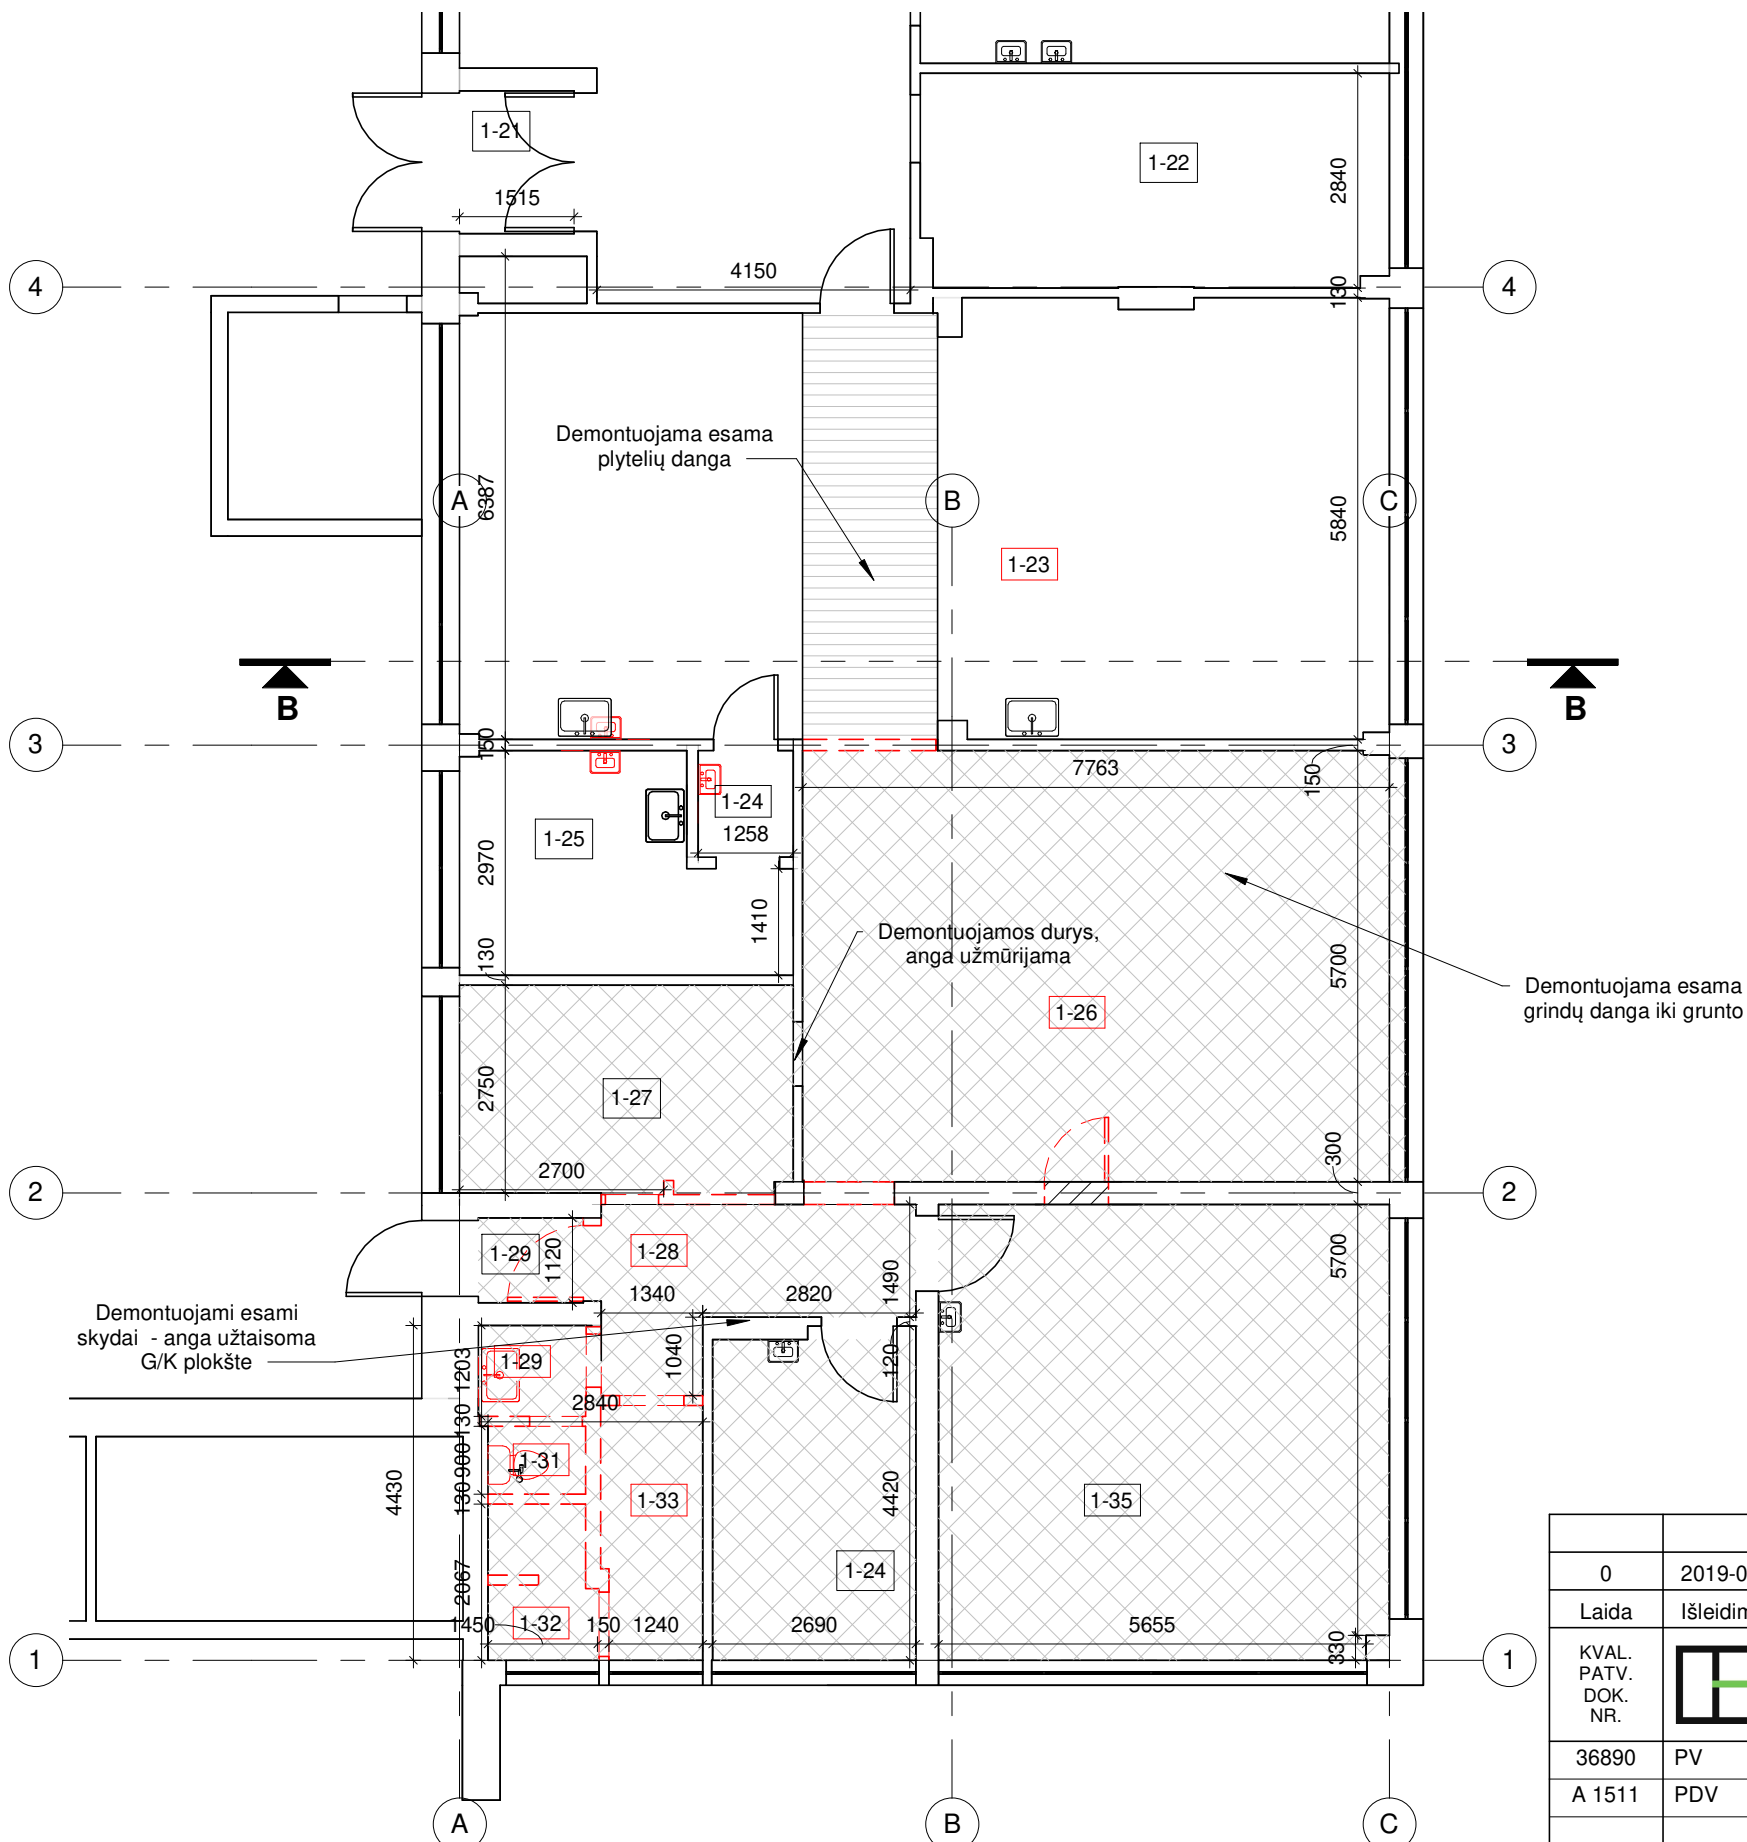 1-21
1515
1-22
2840
4
4150
130
4
Demontuojama esama
plytelių danga
6387
A
B
C
5840
1-23
B
B
3
150
7763
150
3
1-24
1258
1-25
2970
1410
130
Demontuojamos durys,
anga užmūrijama
5700
Demontuojama esama
grindų danga iki grunto
1-26
2750
1-27
2700
300
2
2
1-29
1120
1-28
1490
5700
1340
2820
Demontuojami esami
skydai - anga užtaisoma
G/K plokšte
1203
1-29
1040
120
2840
130
1-31
900
130
4430
1-33
4420
1-35
1-24
2067
1450
1-32
150
1240
2690
5655
330
1
1
0
2019-0
Laida
Išleidim
KVAL.
PATV.
DOK.
NR.
36890
PV
A 1511
PDV
A
B
C